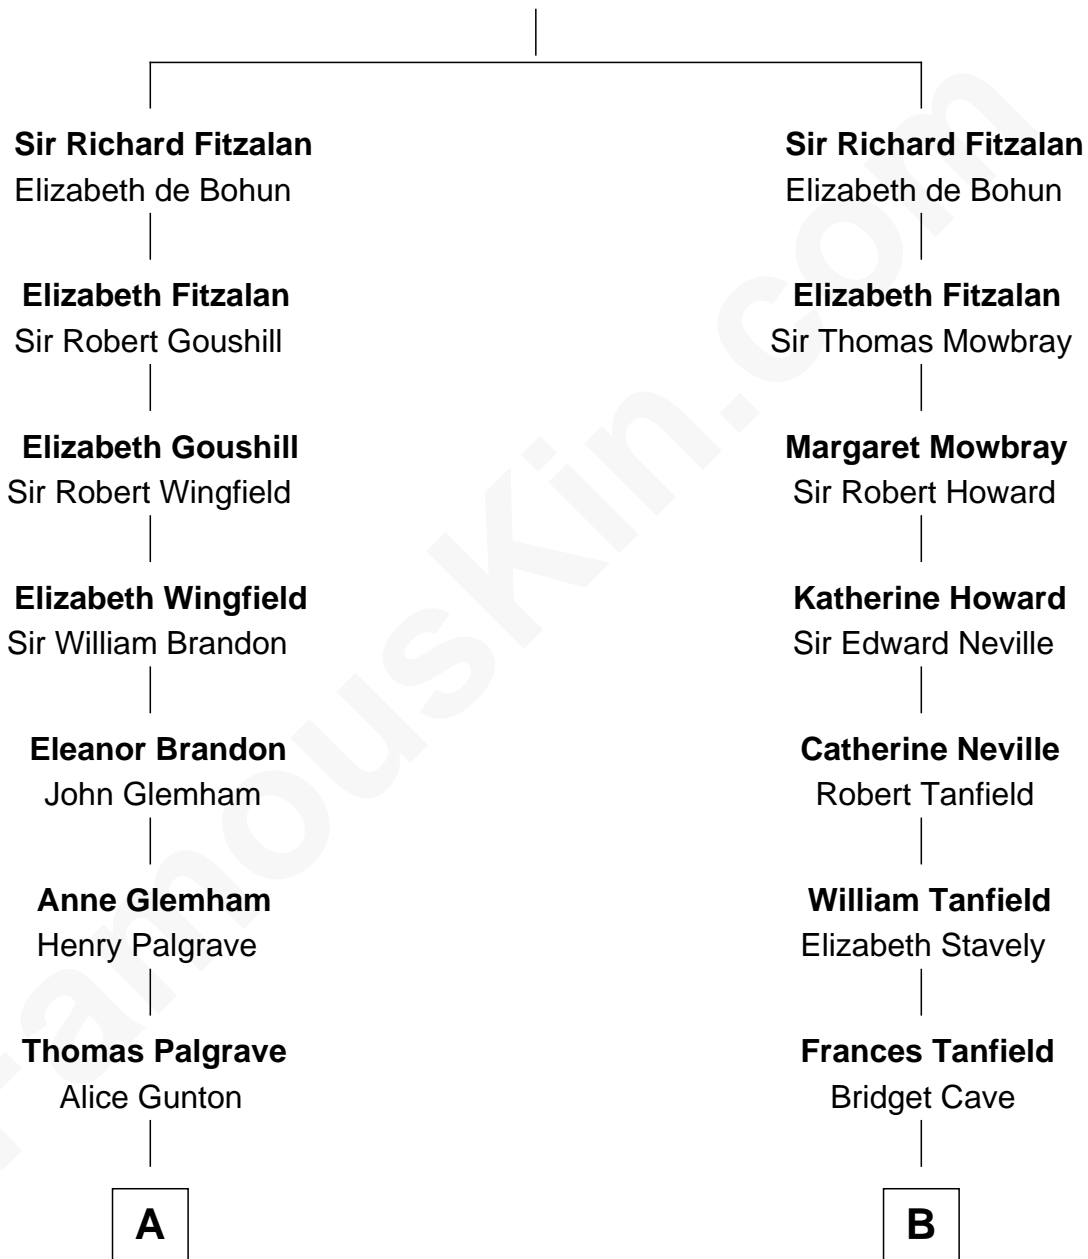 Sir Richard Fitzalan
Elizabeth de Bohun
Elizabeth Fitzalan
Sir Robert Goushill
Elizabeth Goushill
Sir Robert Wingfield
Elizabeth Wingfield
Sir William Brandon
Eleanor Brandon
John Glemham
Anne Glemham
Henry Palgrave
Thomas Palgrave
Alice Gunton
A
Sir Richard Fitzalan
Elizabeth de Bohun
Elizabeth Fitzalan
Sir Thomas Mowbray
Margaret Mowbray
Sir Robert Howard
Katherine Howard
Sir Edward Neville
Catherine Neville
Robert Tanfield
William Tanfield
Elizabeth Stavely
Frances Tanfield
Bridget Cave
B
FamousKin.com